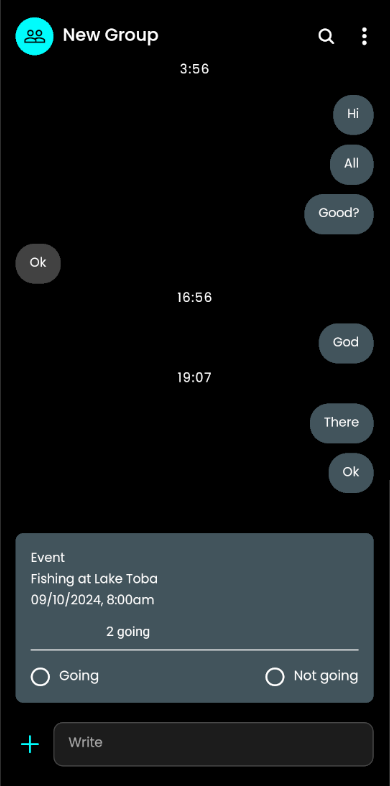 New Group
3:56
Hi
All
Good?
Ok
16:56
God
19:07
There
Ok
Event
Fishing at Lake Toba
09/10/2024, 8:00am
2 going
Going Not going
Write